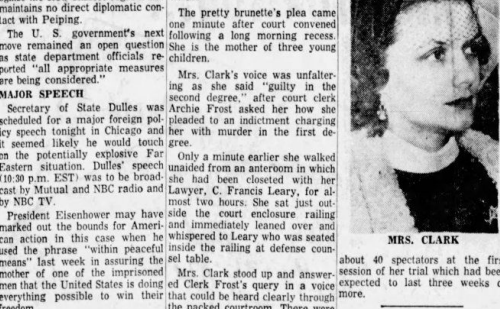 maintains no direct diplomatic con-
tact with Peiping.
The U. S. government's next
move remained an open question
as state department officials re-
ported "all appropriate measures
are being considered."
MAJOR SPEECH
Secretary of State Dulles was
scheduled for a major foreign pol-
icy speech tonight in Chicago and
it seemed likely he would touch
on the potentially explosive Far
Eastern situation. Dulles' speech
(10:30 p.m. EST) was to be broad-
cast by Mutual and NBC radio and
by NBC TV.
President Eisenhower may have
marked out the bounds for Ameri-
can action in this case when he
used the phrase "within peaceful
means" last week in assuring the
mother of one of the imprisoned
men that the United States is doing
everything possible to win their
freedom.
The pretty brunette's plea came
one minute after court convened
following a long morning recess.
She is the mother of three young
children.
Mrs. Clark's voice was unfalter-
ing as she said "guilty in the
second degree," after court clerk
Archie Frost asked her how she
pleaded to an indictment charging
her with murder in the first de-
gree.
Only a minute earlier she walked
unaided from an anteroom in which
she had been closeted with her
Lawyer, C. Francis Leary, for al-
most two hours. She sat just out-
side the court enclosure railing
and immediately leaned over and
whispered to Leary who was seated
inside the railing at defense coun-
sel table.
Mrs. Clark stood up and answer-
ed Clerk Frost's query in a voice
that could be heard clearly through
the packed courtroom. There were
MRS. CLARK
about 40 spectators at the first
session of her trial which had been
expected to last three weeks or
more.